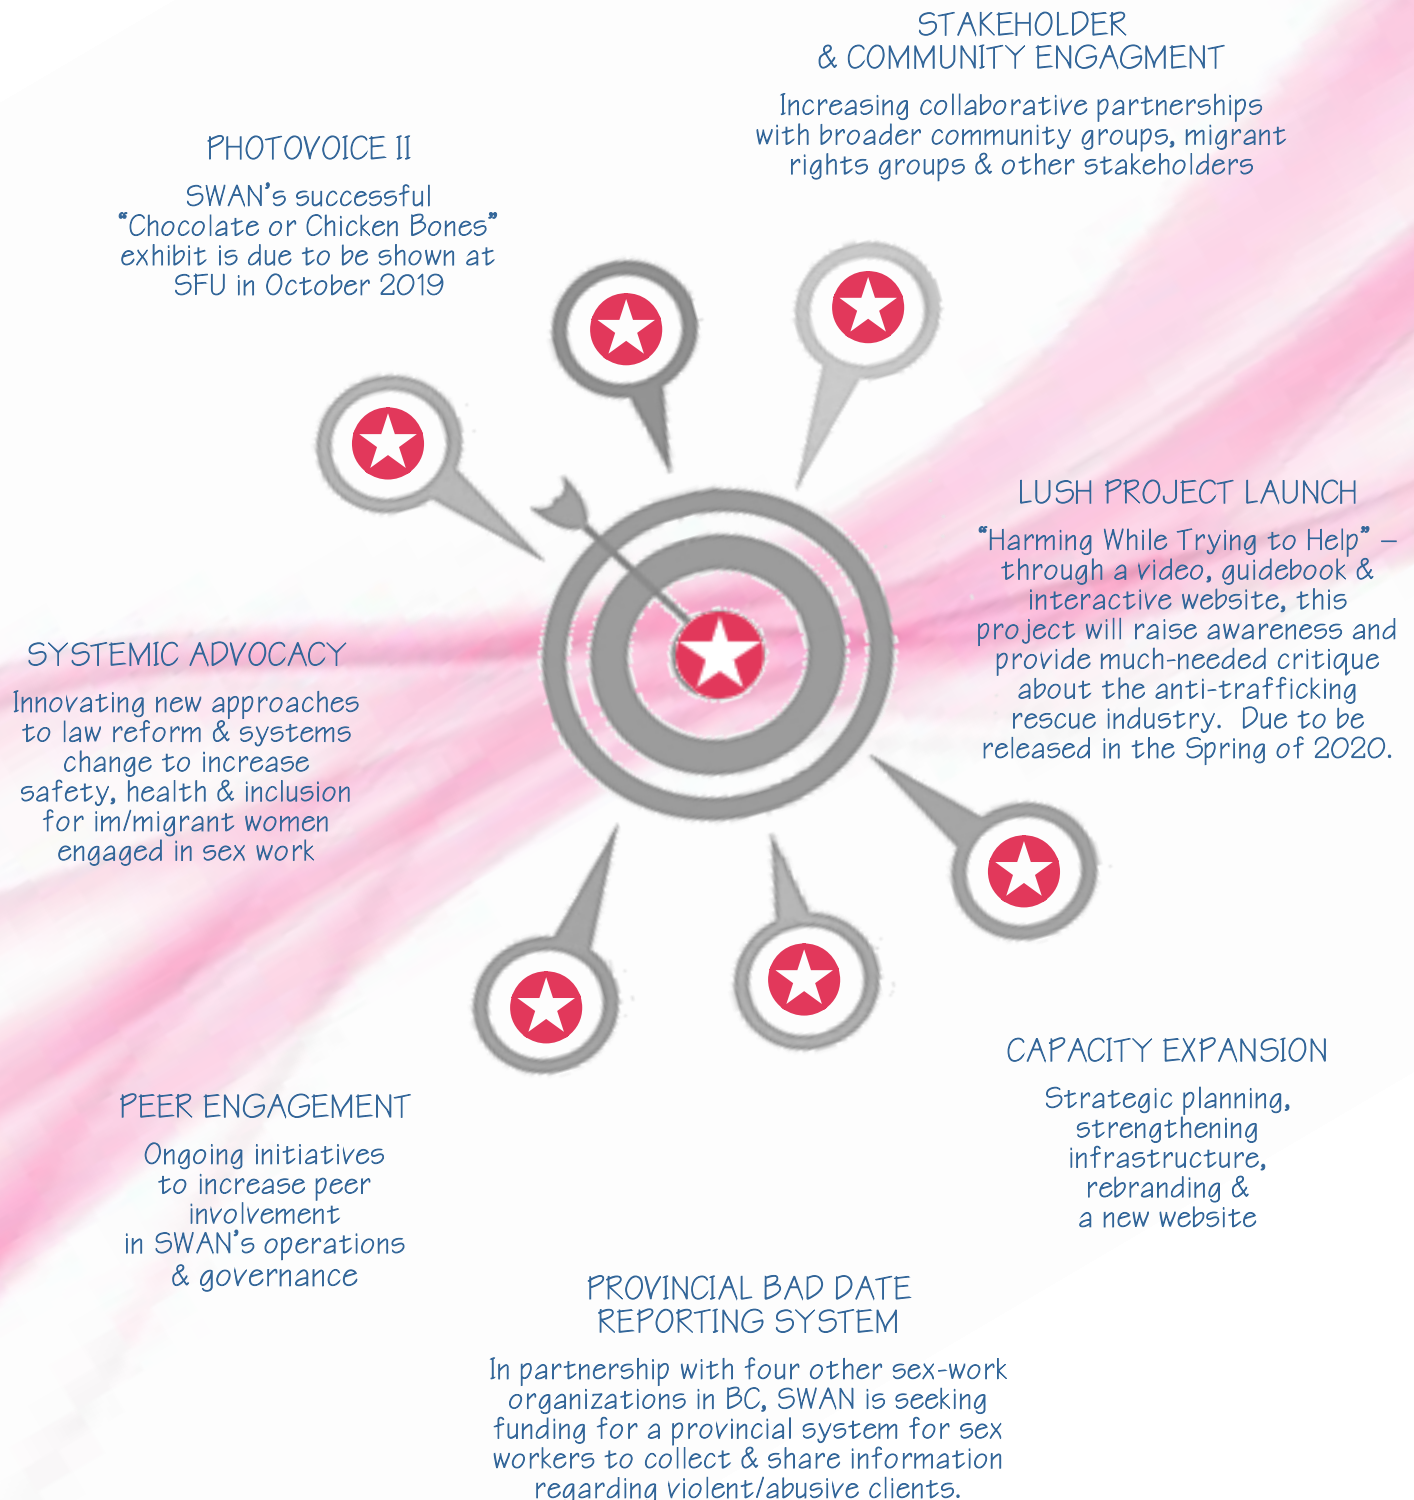 STAKEHOLDER
& COMMUNITY ENGAGMENT
Increasing collaborative partnerships
with broader community groups, migrant
rights groups & other stakeholders
PHOTOVOICE II
SWAN's successful
"Chocolate or Chicken Bones"
exhibit is due to be shown at
SFU in October 2019
LUSH PROJECT LAUNCH
"Harming While Trying to Help" –
through a video, guidebook &
interactive website, this
project will raise awareness and
provide much-needed critique
about the anti-trafficking
rescue industry.  Due to be
released in the Spring of 2020.
SYSTEMIC ADVOCACY
Innovating new approaches
to law reform & systems
change to increase
safety, health & inclusion
for im/migrant women
engaged in sex work
CAPACITY EXPANSION
Strategic planning,
strengthening
infrastructure,
rebranding &
a new website
PEER ENGAGEMENT
Ongoing initiatives
to increase peer
involvement
in SWAN's operations
& governance
PROVINCIAL BAD DATE
REPORTING SYSTEM
In partnership with four other sex-work
organizations in BC, SWAN is seeking
funding for a provincial system for sex
workers to collect & share information
regarding violent/abusive clients.